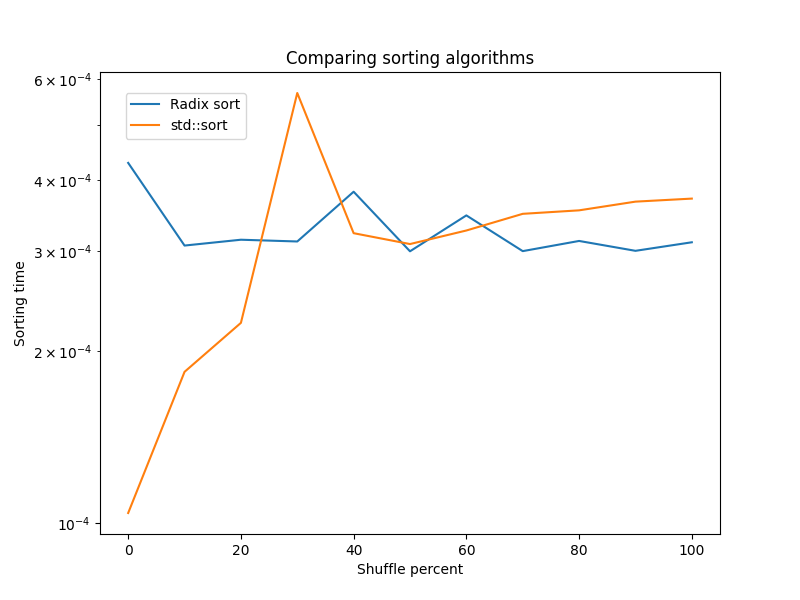 Comparing sorting algorithms
6 × 10⁻⁴
4 × 10⁻⁴
3 × 10⁻⁴
2 × 10⁻⁴
10⁻⁴
Sorting time
Radix sort
std::sort
0 20 40 60 80 100
Shuffle percent